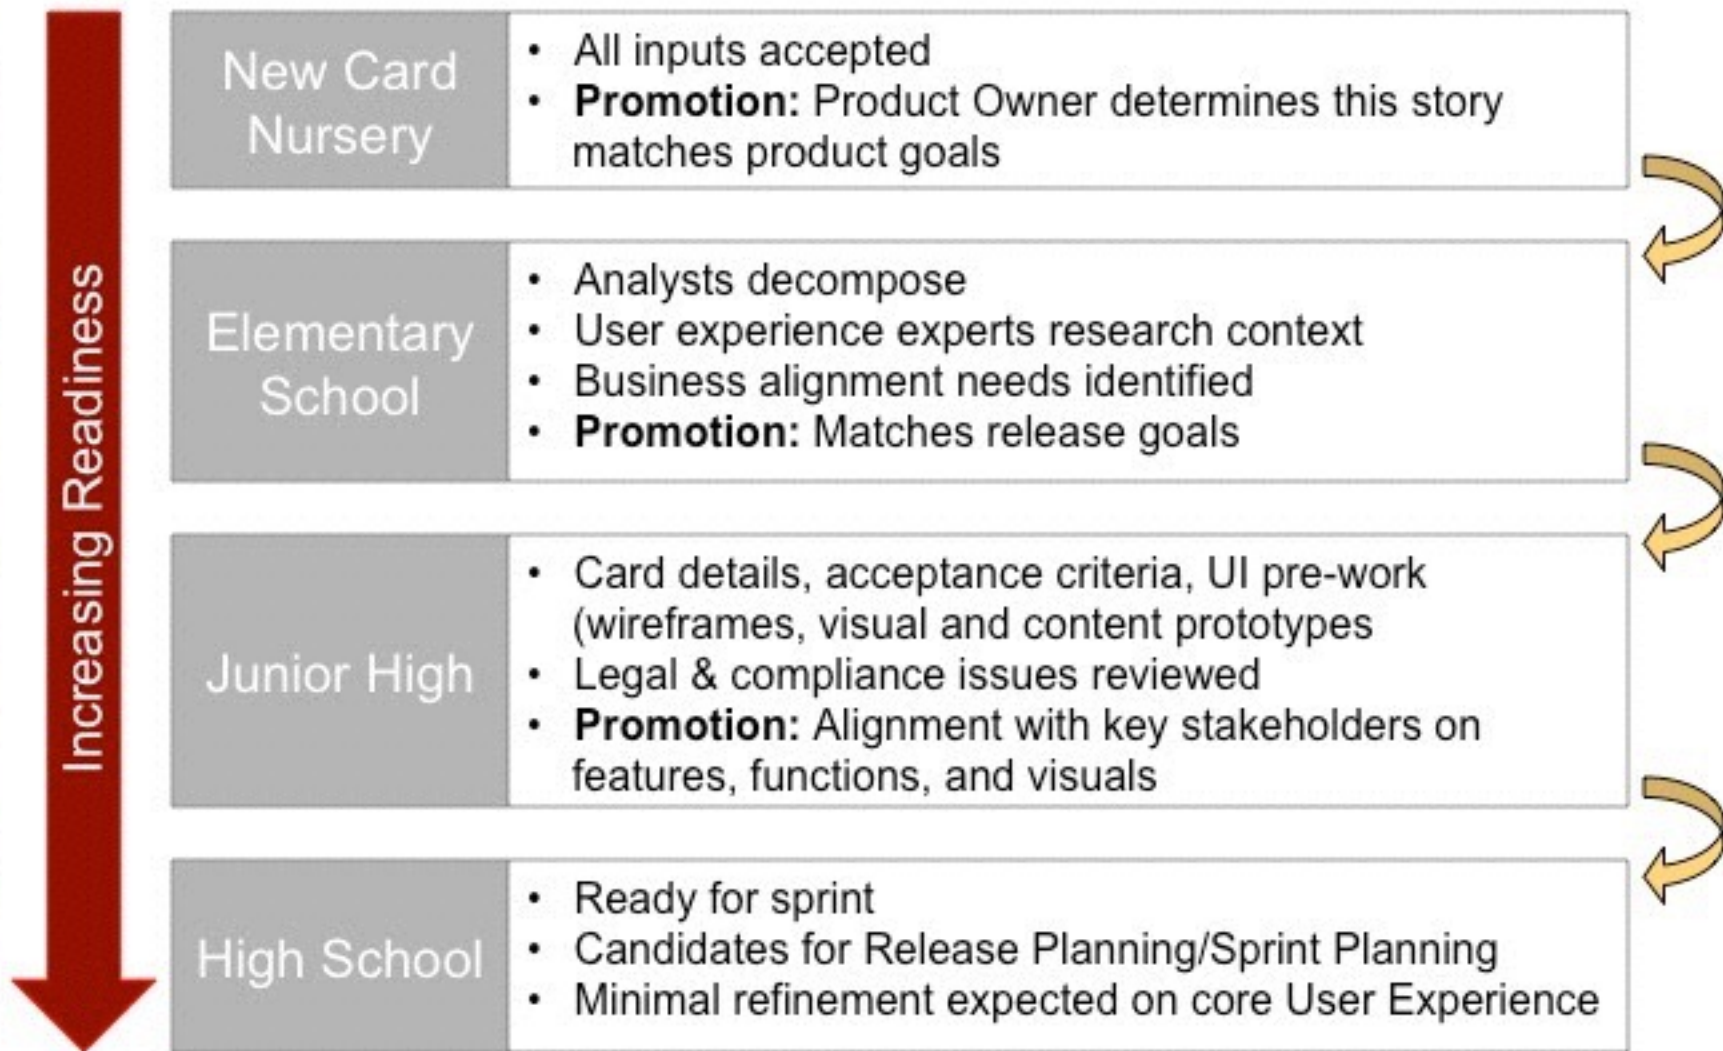 Increasing Readiness
New Card
Nursery
• All inputs accepted
• Promotion: Product Owner determines this story
matches product goals
Elementary
School
• Analysts decompose
• User experience experts research context
• Business alignment needs identified
• Promotion: Matches release goals
Junior High
• Card details, acceptance criteria, UI pre-work
(wireframes, visual and content prototypes
• Legal & compliance issues reviewed
• Promotion: Alignment with key stakeholders on
features, functions, and visuals
High School
• Ready for sprint
• Candidates for Release Planning/Sprint Planning
• Minimal refinement expected on core User Experience